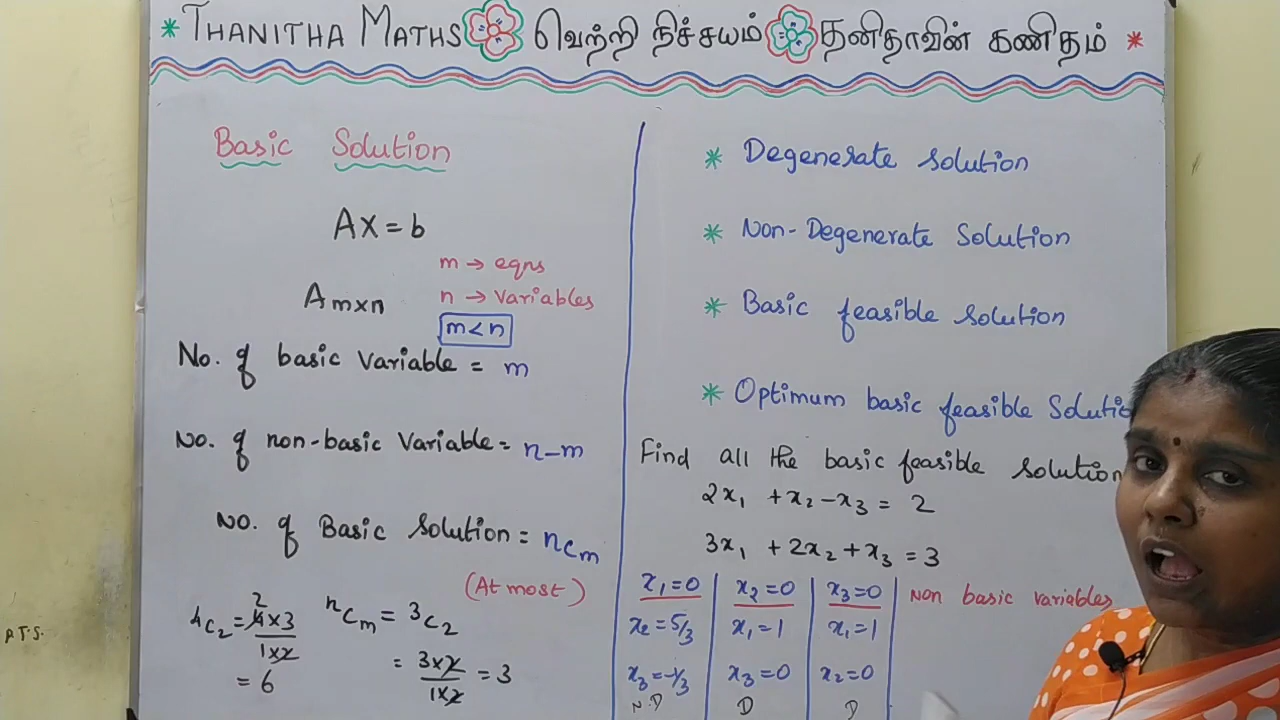 * THANITHA MATHS வெற்றி நிச்சயம் தனிதாவின் கணிதம் *
Basic Solution
AX = b
m → eqns
Am×n n → variables
m < n
No. of basic variable = m
No. of non-basic variable = n-m
No. of Basic Solution = nCm
(At most)
4C2 = 4×3 / 1×2
2
= 6
nCm = 3C2
= 3×2 / 1×2 = 3
* Degenerate solution
* Non-Degenerate Solution
* Basic feasible solution
* Optimum basic feasible Solutio
Find all the basic feasible solution
2x1 + x2 - x3 = 2
3x1 + 2x2 + x3 = 3
x1=0 x2=0 x3=0 Non basic variables
x2=5/3 x1=1 x1=1
x3=-1/3 x3=0 x2=0
N.D D D
P.T.S.